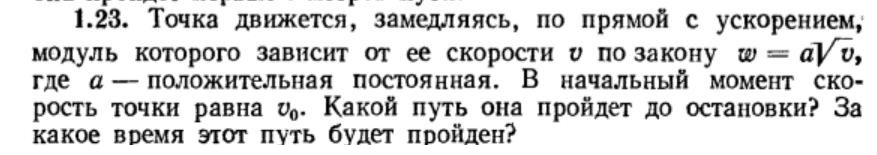 1.23. Точка движется, замедляясь, по прямой с ускорением,
модуль которого зависит от ее скорости v по закону w = a√v,
где a — положительная постоянная. В начальный момент ско-
рость точки равна v₀. Какой путь она пройдет до остановки? За
какое время этот путь будет пройден?